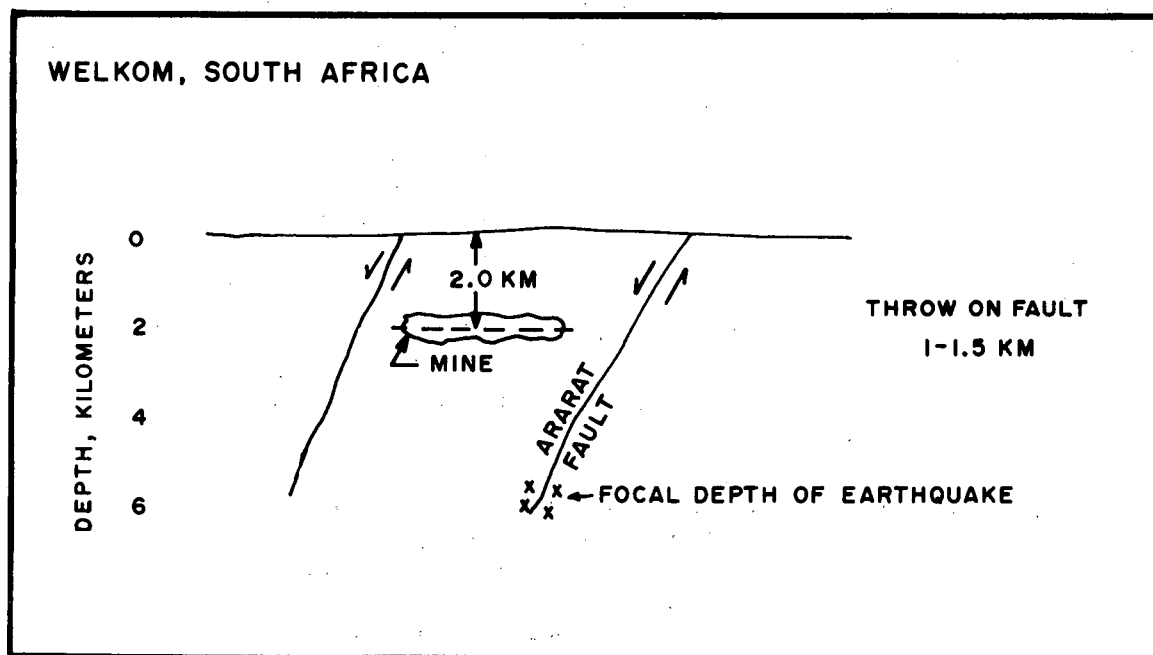 WELKOM, SOUTH AFRICA
DEPTH, KILOMETERS
0
2
4
6
2.0 KM
MINE
ARARAT
FAULT
THROW ON FAULT
1-1.5 KM
FOCAL DEPTH OF EARTHQUAKE